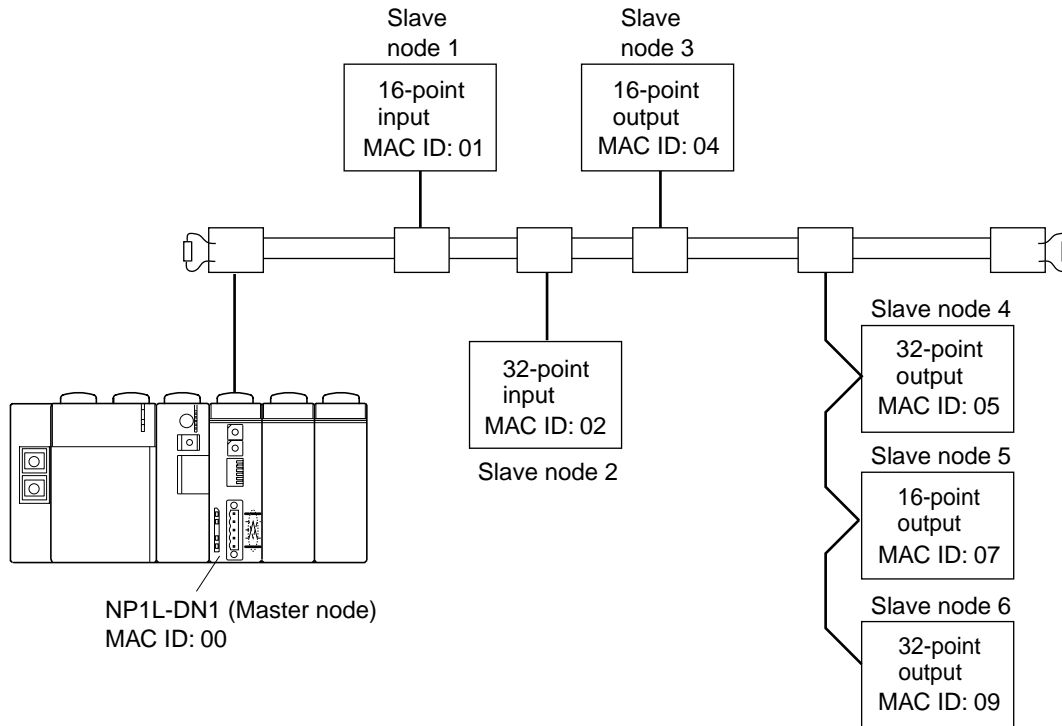 Slave
node 1
16-point
input
MAC ID: 01
Slave
node 3
16-point
output
MAC ID: 04
32-point
input
MAC ID: 02
Slave node 2
Slave node 4
32-point
output
MAC ID: 05
Slave node 5
16-point
output
MAC ID: 07
Slave node 6
32-point
output
MAC ID: 09
NP1L-DN1 (Master node)
MAC ID: 00